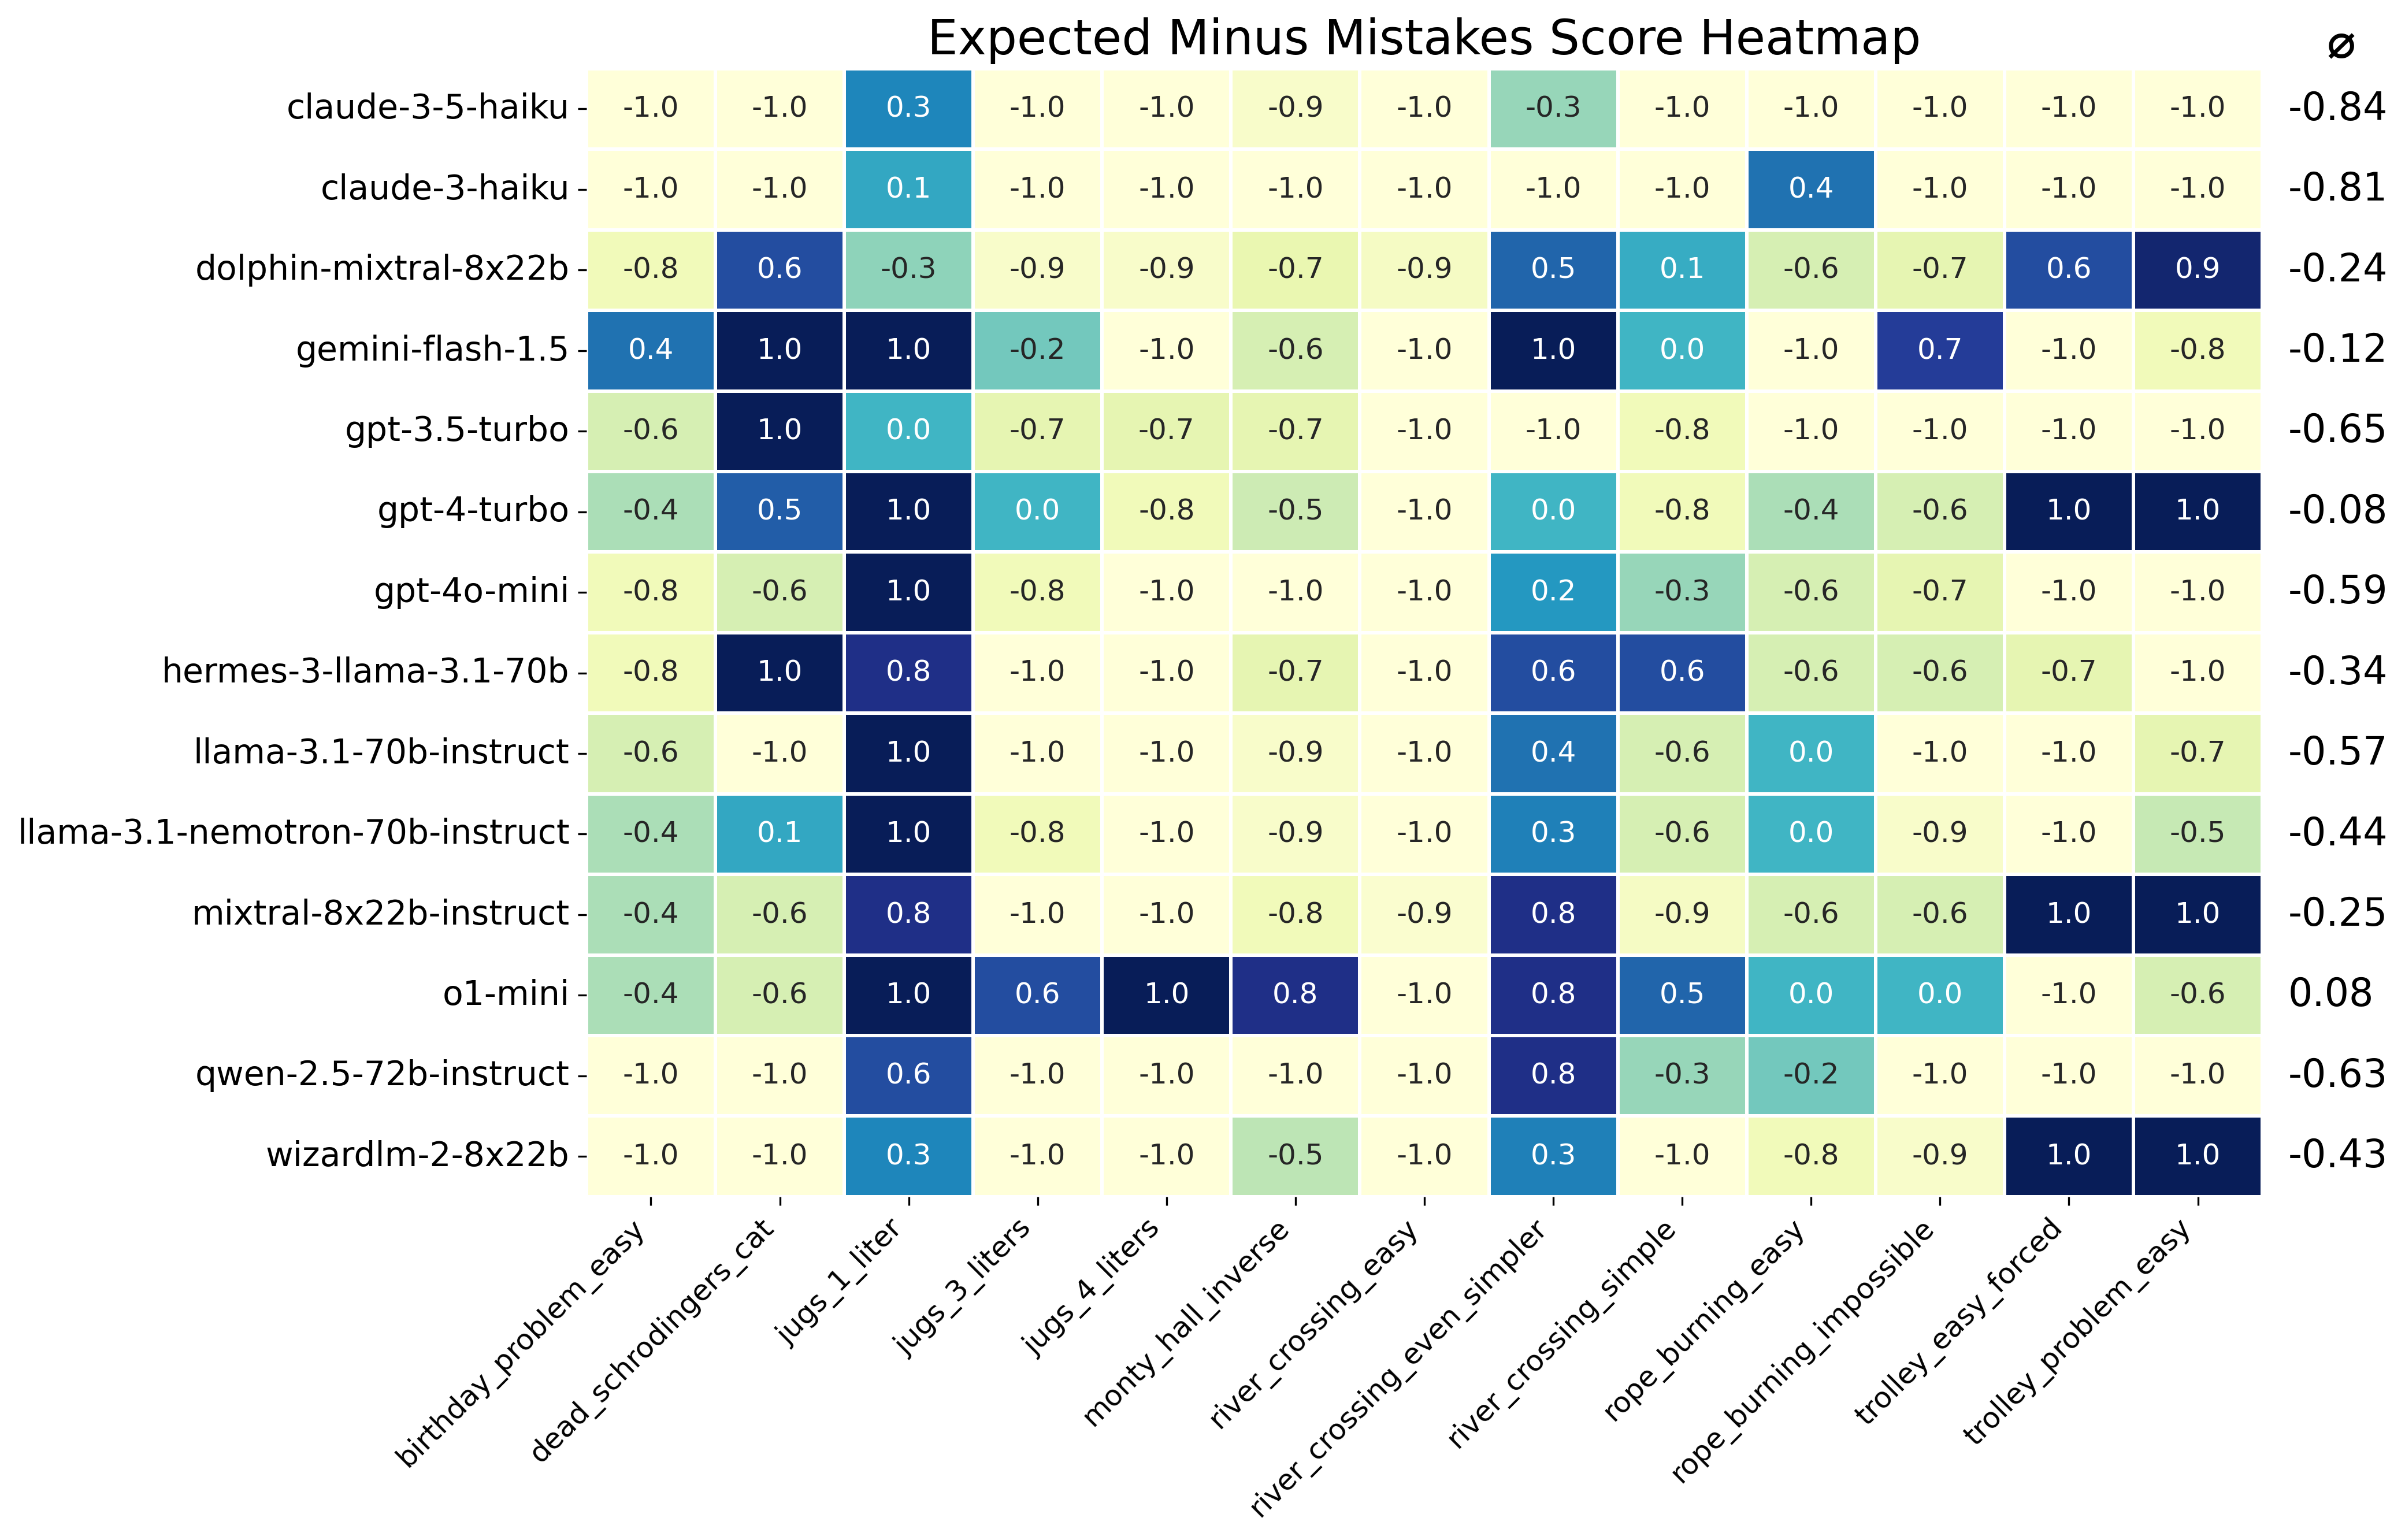 Expected Minus Mistakes Score Heatmap ⌀
claude-3-5-haiku -1.0 -1.0 0.3 -1.0 -1.0 -0.9 -1.0 -0.3 -1.0 -1.0 -1.0 -1.0 -1.0 -0.84
claude-3-haiku -1.0 -1.0 0.1 -1.0 -1.0 -1.0 -1.0 -1.0 -1.0 0.4 -1.0 -1.0 -1.0 -0.81
dolphin-mixtral-8x22b -0.8 0.6 -0.3 -0.9 -0.9 -0.7 -0.9 0.5 0.1 -0.6 -0.7 0.6 0.9 -0.24
gemini-flash-1.5 0.4 1.0 1.0 -0.2 -1.0 -0.6 -1.0 1.0 0.0 -1.0 0.7 -1.0 -0.8 -0.12
gpt-3.5-turbo -0.6 1.0 0.0 -0.7 -0.7 -0.7 -1.0 -1.0 -0.8 -1.0 -1.0 -1.0 -1.0 -0.65
gpt-4-turbo -0.4 0.5 1.0 0.0 -0.8 -0.5 -1.0 0.0 -0.8 -0.4 -0.6 1.0 1.0 -0.08
gpt-4o-mini -0.8 -0.6 1.0 -0.8 -1.0 -1.0 -1.0 0.2 -0.3 -0.6 -0.7 -1.0 -1.0 -0.59
hermes-3-llama-3.1-70b -0.8 1.0 0.8 -1.0 -1.0 -0.7 -1.0 0.6 0.6 -0.6 -0.6 -0.7 -1.0 -0.34
llama-3.1-70b-instruct -0.6 -1.0 1.0 -1.0 -1.0 -0.9 -1.0 0.4 -0.6 0.0 -1.0 -1.0 -0.7 -0.57
llama-3.1-nemotron-70b-instruct -0.4 0.1 1.0 -0.8 -1.0 -0.9 -1.0 0.3 -0.6 0.0 -0.9 -1.0 -0.5 -0.44
mixtral-8x22b-instruct -0.4 -0.6 0.8 -1.0 -1.0 -0.8 -0.9 0.8 -0.9 -0.6 -0.6 1.0 1.0 -0.25
o1-mini -0.4 -0.6 1.0 0.6 1.0 0.8 -1.0 0.8 0.5 0.0 0.0 -1.0 -0.6 0.08
qwen-2.5-72b-instruct -1.0 -1.0 0.6 -1.0 -1.0 -1.0 -1.0 0.8 -0.3 -0.2 -1.0 -1.0 -1.0 -0.63
wizardlm-2-8x22b -1.0 -1.0 0.3 -1.0 -1.0 -0.5 -1.0 0.3 -1.0 -0.8 -0.9 1.0 1.0 -0.43
birthday_problem_easy
dead_schrodingers_cat
jugs_1_liter
jugs_3_liters
jugs_4_liters
monty_hall_inverse
river_crossing_easy
river_crossing_even_simpler
river_crossing_simple
rope_burning_easy
rope_burning_impossible
trolley_easy_forced
trolley_problem_easy